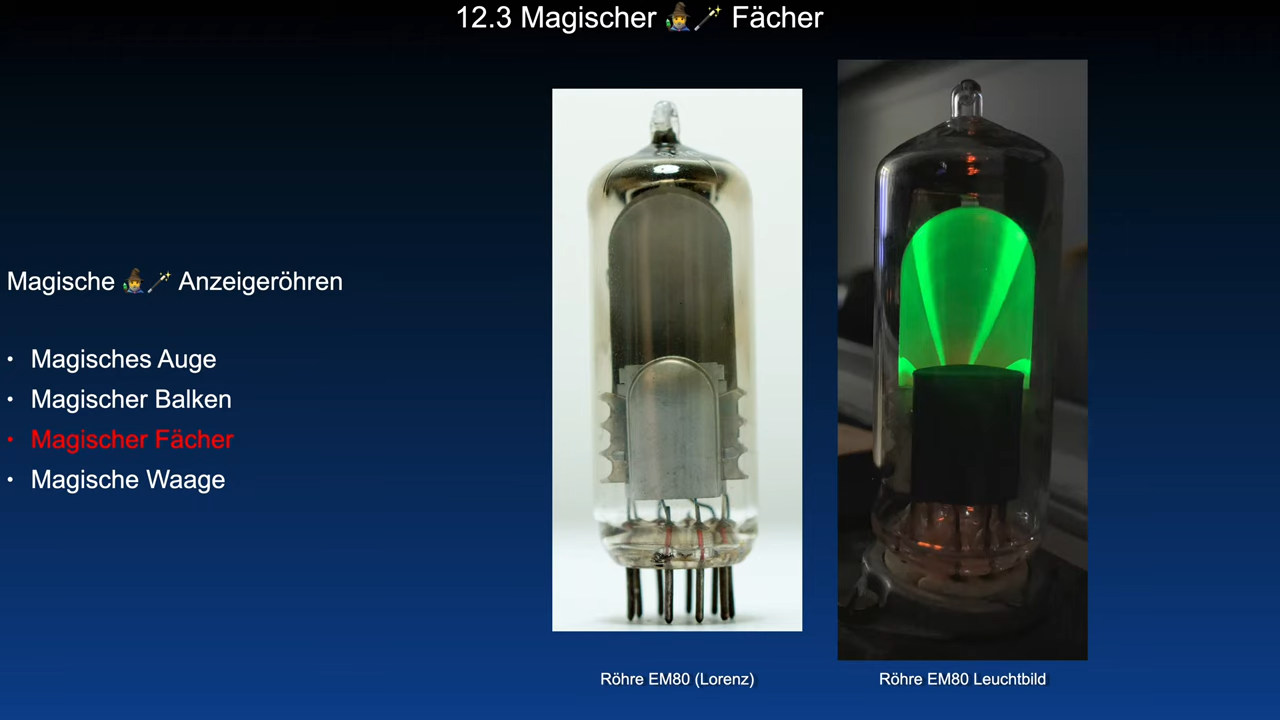 12.3 Magischer 🧙🪄 Fächer
Magische 🧙🪄 Anzeigeröhren
• Magisches Auge
• Magischer Balken
• Magischer Fächer
• Magische Waage
Röhre EM80 (Lorenz)
Röhre EM80 Leuchtbild